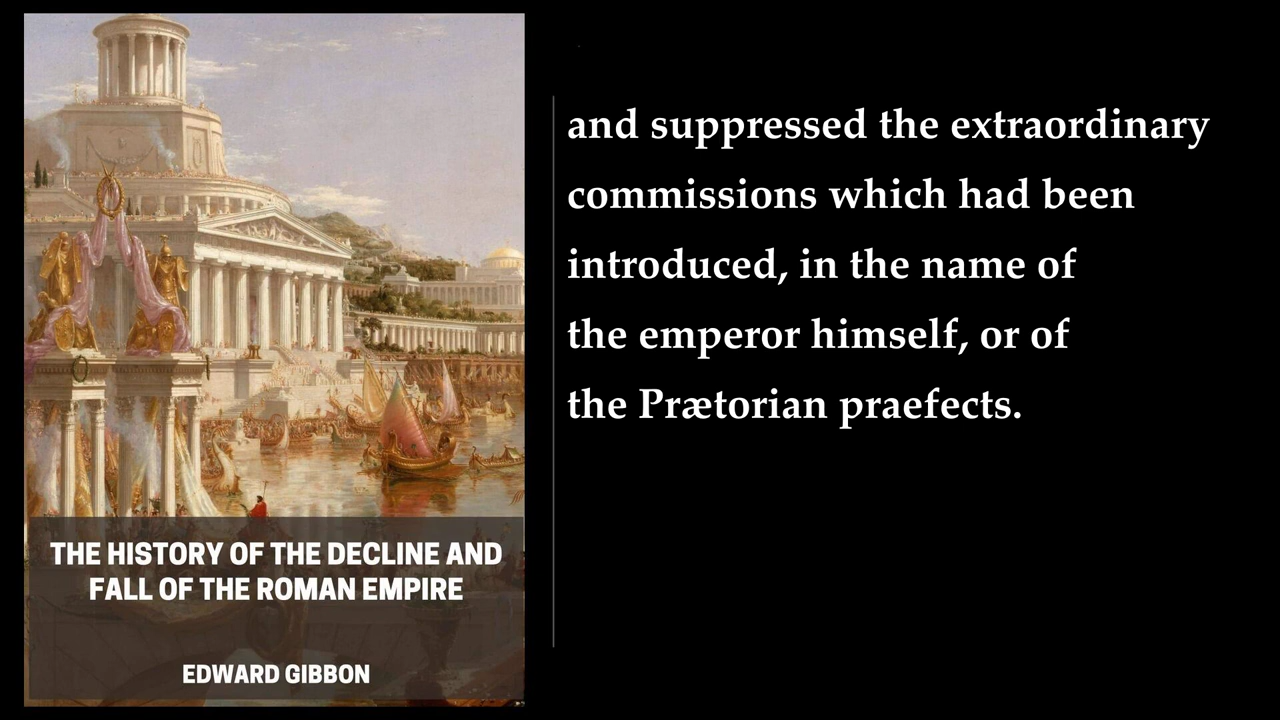 and suppressed the extraordinary
commissions which had been
introduced, in the name of
the emperor himself, or of
the Prætorian praefects.
THE HISTORY OF THE DECLINE AND
FALL OF THE ROMAN EMPIRE
EDWARD GIBBON